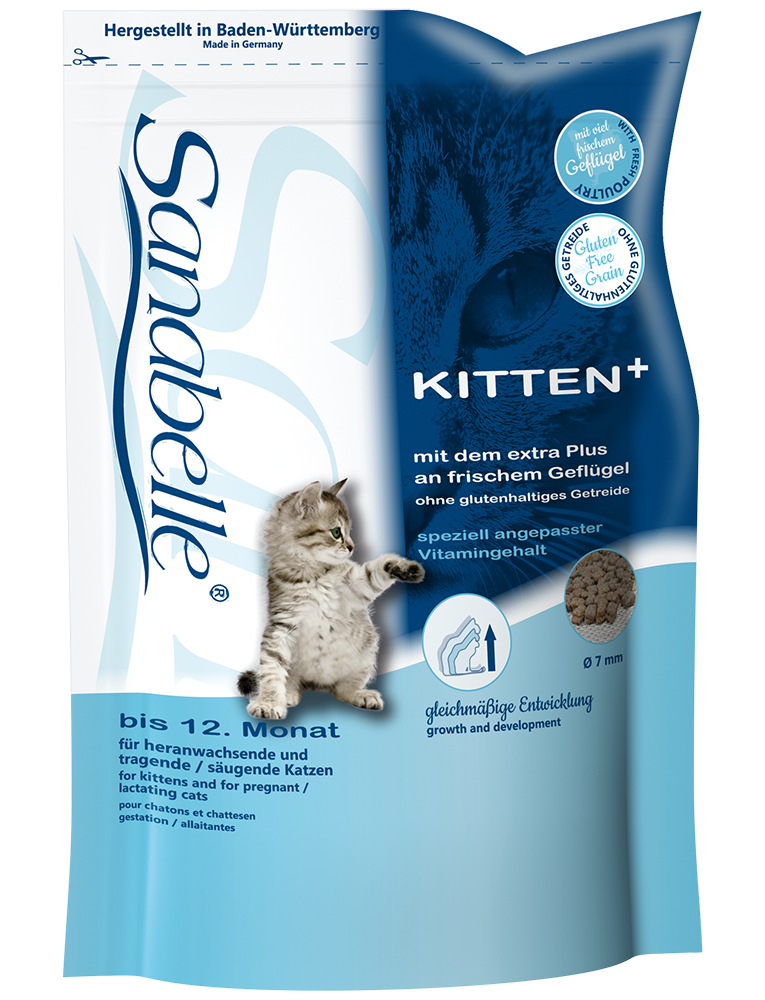 Hergestellt in Baden-Württemberg
Made in Germany
Sanabelle®
mit viel
frischem
Geflügel
WITH FRESH POULTRY
OHNE GLUTENHALTIGES GETREIDE
Gluten
Free
Grain
KITTEN+
mit dem extra Plus
an frischem Geflügel
ohne glutenhaltiges Getreide
speziell angepasster
Vitamingehalt
Ø 7 mm
gleichmäßige Entwicklung
growth and development
bis 12. Monat
für heranwachsende und
tragende / säugende Katzen
for kittens and for pregnant /
lactating cats
pour chatons et chattesen
gestation / allaitantes